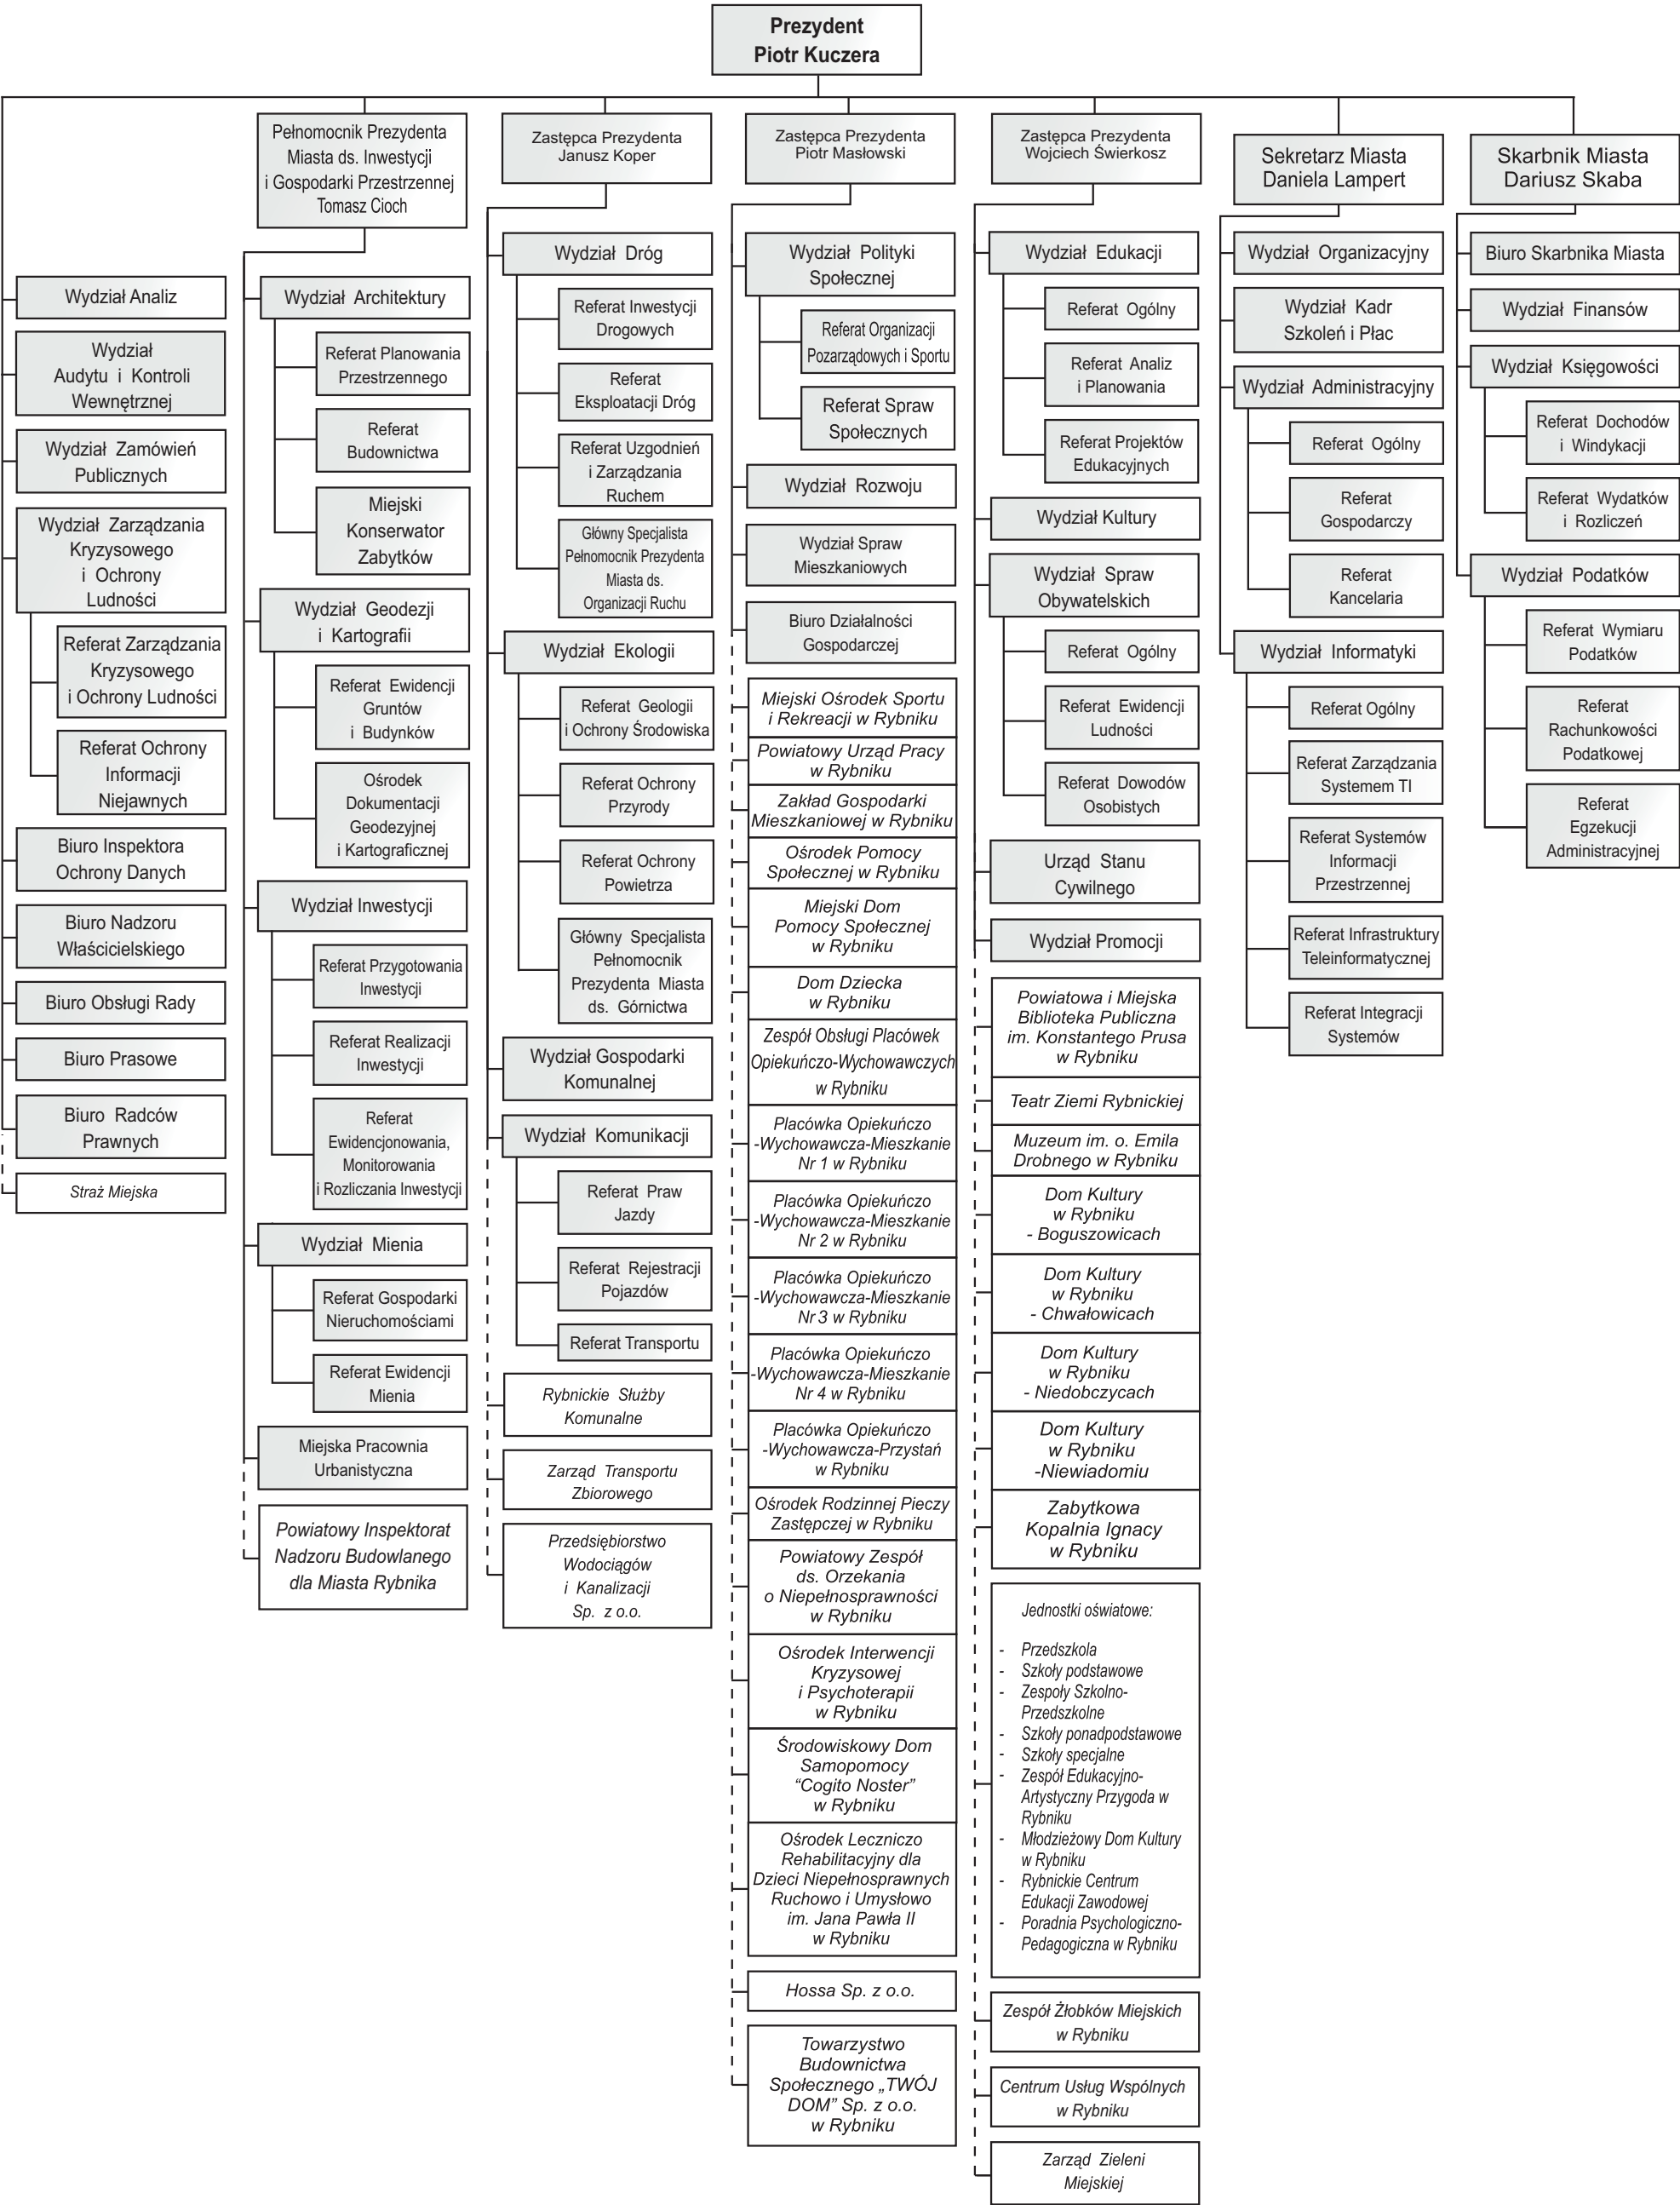 Prezydent
Piotr Kuczera
Wydział Analiz
Wydział
Audytu i Kontroli
Wewnętrznej
Wydział Zamówień
Publicznych
Wydział Zarządzania
Kryzysowego
i Ochrony
Ludności
Referat Zarządzania
Kryzysowego
i Ochrony Ludności
Referat Ochrony
Informacji
Niejawnych
Biuro Inspektora
Ochrony Danych
Biuro Nadzoru
Właścicielskiego
Biuro Obsługi Rady
Biuro Prasowe
Biuro Radców
Prawnych
Straż Miejska
Pełnomocnik Prezydenta
Miasta ds. Inwestycji
i Gospodarki Przestrzennej
Tomasz Cioch
Wydział Architektury
Referat Planowania
Przestrzennego
Referat
Budownictwa
Miejski
Konserwator
Zabytków
Wydział Geodezji
i Kartografii
Referat Ewidencji
Gruntów
i Budynków
Ośrodek
Dokumentacji
Geodezyjnej
i Kartograficznej
Wydział Inwestycji
Referat Przygotowania
Inwestycji
Referat Realizacji
Inwestycji
Referat
Ewidencjonowania,
Monitorowania
i Rozliczania Inwestycji
Wydział Mienia
Referat Gospodarki
Nieruchomościami
Referat Ewidencji
Mienia
Miejska Pracownia
Urbanistyczna
Powiatowy Inspektorat
Nadzoru Budowlanego
dla Miasta Rybnika
Zastępca Prezydenta
Janusz Koper
Wydział Dróg
Referat Inwestycji
Drogowych
Referat
Eksploatacji Dróg
Referat Uzgodnień
i Zarządzania
Ruchem
Główny Specjalista
Pełnomocnik Prezydenta
Miasta ds.
Organizacji Ruchu
Wydział Ekologii
Referat Geologii
i Ochrony Środowiska
Referat Ochrony
Przyrody
Referat Ochrony
Powietrza
Główny Specjalista
Pełnomocnik
Prezydenta Miasta
ds. Górnictwa
Wydział Gospodarki
Komunalnej
Wydział Komunikacji
Referat Praw
Jazdy
Referat Rejestracji
Pojazdów
Referat Transportu
Rybnickie Służby
Komunalne
Zarząd Transportu
Zbiorowego
Przedsiębiorstwo
Wodociągów
i Kanalizacji
Sp. z o.o.
Zastępca Prezydenta
Piotr Masłowski
Wydział Polityki
Społecznej
Referat Organizacji
Pozarządowych i Sportu
Referat Spraw
Społecznych
Wydział Rozwoju
Wydział Spraw
Mieszkaniowych
Biuro Działalności
Gospodarczej
Miejski Ośrodek Sportu
i Rekreacji w Rybniku
Powiatowy Urząd Pracy
w Rybniku
Zakład Gospodarki
Mieszkaniowej w Rybniku
Ośrodek Pomocy
Społecznej w Rybniku
Miejski Dom
Pomocy Społecznej
w Rybniku
Dom Dziecka
w Rybniku
Zespół Obsługi Placówek
Opiekuńczo-Wychowawczych
w Rybniku
Placówka Opiekuńczo
-Wychowawcza-Mieszkanie
Nr 1 w Rybniku
Placówka Opiekuńczo
-Wychowawcza-Mieszkanie
Nr 2 w Rybniku
Placówka Opiekuńczo
-Wychowawcza-Mieszkanie
Nr 3 w Rybniku
Placówka Opiekuńczo
-Wychowawcza-Mieszkanie
Nr 4 w Rybniku
Placówka Opiekuńczo
-Wychowawcza-Przystań
w Rybniku
Ośrodek Rodzinnej Pieczy
Zastępczej w Rybniku
Powiatowy Zespół
ds. Orzekania
o Niepełnosprawności
w Rybniku
Ośrodek Interwencji
Kryzysowej
i Psychoterapii
w Rybniku
Środowiskowy Dom
Samopomocy
“Cogito Noster”
w Rybniku
Ośrodek Leczniczo
Rehabilitacyjny dla
Dzieci Niepełnosprawnych
Ruchowo i Umysłowo
im. Jana Pawła II
w Rybniku
Hossa Sp. z o.o.
Towarzystwo
Budownictwa
Społecznego „TWÓJ
DOM” Sp. z o.o.
w Rybniku
Zastępca Prezydenta
Wojciech Świerkosz
Wydział Edukacji
Referat Ogólny
Referat Analiz
i Planowania
Referat Projektów
Edukacyjnych
Wydział Kultury
Wydział Spraw
Obywatelskich
Referat Ogólny
Referat Ewidencji
Ludności
Referat Dowodów
Osobistych
Urząd Stanu
Cywilnego
Wydział Promocji
Powiatowa i Miejska
Biblioteka Publiczna
im. Konstantego Prusa
w Rybniku
Teatr Ziemi Rybnickiej
Muzeum im. o. Emila
Drobnego w Rybniku
Dom Kultury
w Rybniku
- Boguszowicach
Dom Kultury
w Rybniku
- Chwałowicach
Dom Kultury
w Rybniku
- Niedobczycach
Dom Kultury
w Rybniku
-Niewiadomiu
Zabytkowa
Kopalnia Ignacy
w Rybniku
Jednostki oświatowe:
- Przedszkola
- Szkoły podstawowe
- Zespoły Szkolno-
Przedszkolne
- Szkoły ponadpodstawowe
- Szkoły specjalne
- Zespół Edukacyjno-
Artystyczny Przygoda w
Rybniku
- Młodzieżowy Dom Kultury
w Rybniku
- Rybnickie Centrum
Edukacji Zawodowej
- Poradnia Psychologiczno-
Pedagogiczna w Rybniku
Zespół Żłobków Miejskich
w Rybniku
Centrum Usług Wspólnych
w Rybniku
Zarząd Zieleni
Miejskiej
Sekretarz Miasta
Daniela Lampert
Wydział Organizacyjny
Wydział Kadr
Szkoleń i Płac
Wydział Administracyjny
Referat Ogólny
Referat
Gospodarczy
Referat
Kancelaria
Wydział Informatyki
Referat Ogólny
Referat Zarządzania
Systemem TI
Referat Systemów
Informacji
Przestrzennej
Referat Infrastruktury
Teleinformatycznej
Referat Integracji
Systemów
Skarbnik Miasta
Dariusz Skaba
Biuro Skarbnika Miasta
Wydział Finansów
Wydział Księgowości
Referat Dochodów
i Windykacji
Referat Wydatków
i Rozliczeń
Wydział Podatków
Referat Wymiaru
Podatków
Referat
Rachunkowości
Podatkowej
Referat
Egzekucji
Administracyjnej